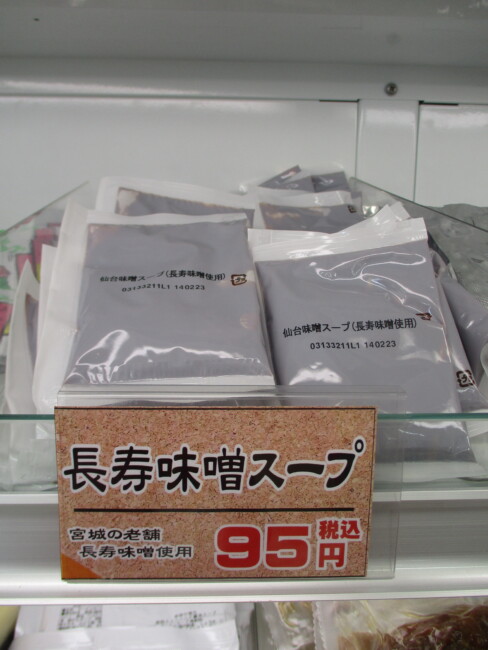 仙台味噌スープ(長寿味噌使用)
03133211L1 140223
仙台味噌スープ(長寿味噌使用)
03133211L1 140223
長寿味噌スープ
宮城の老舗
長寿味噌使用
95円
税込